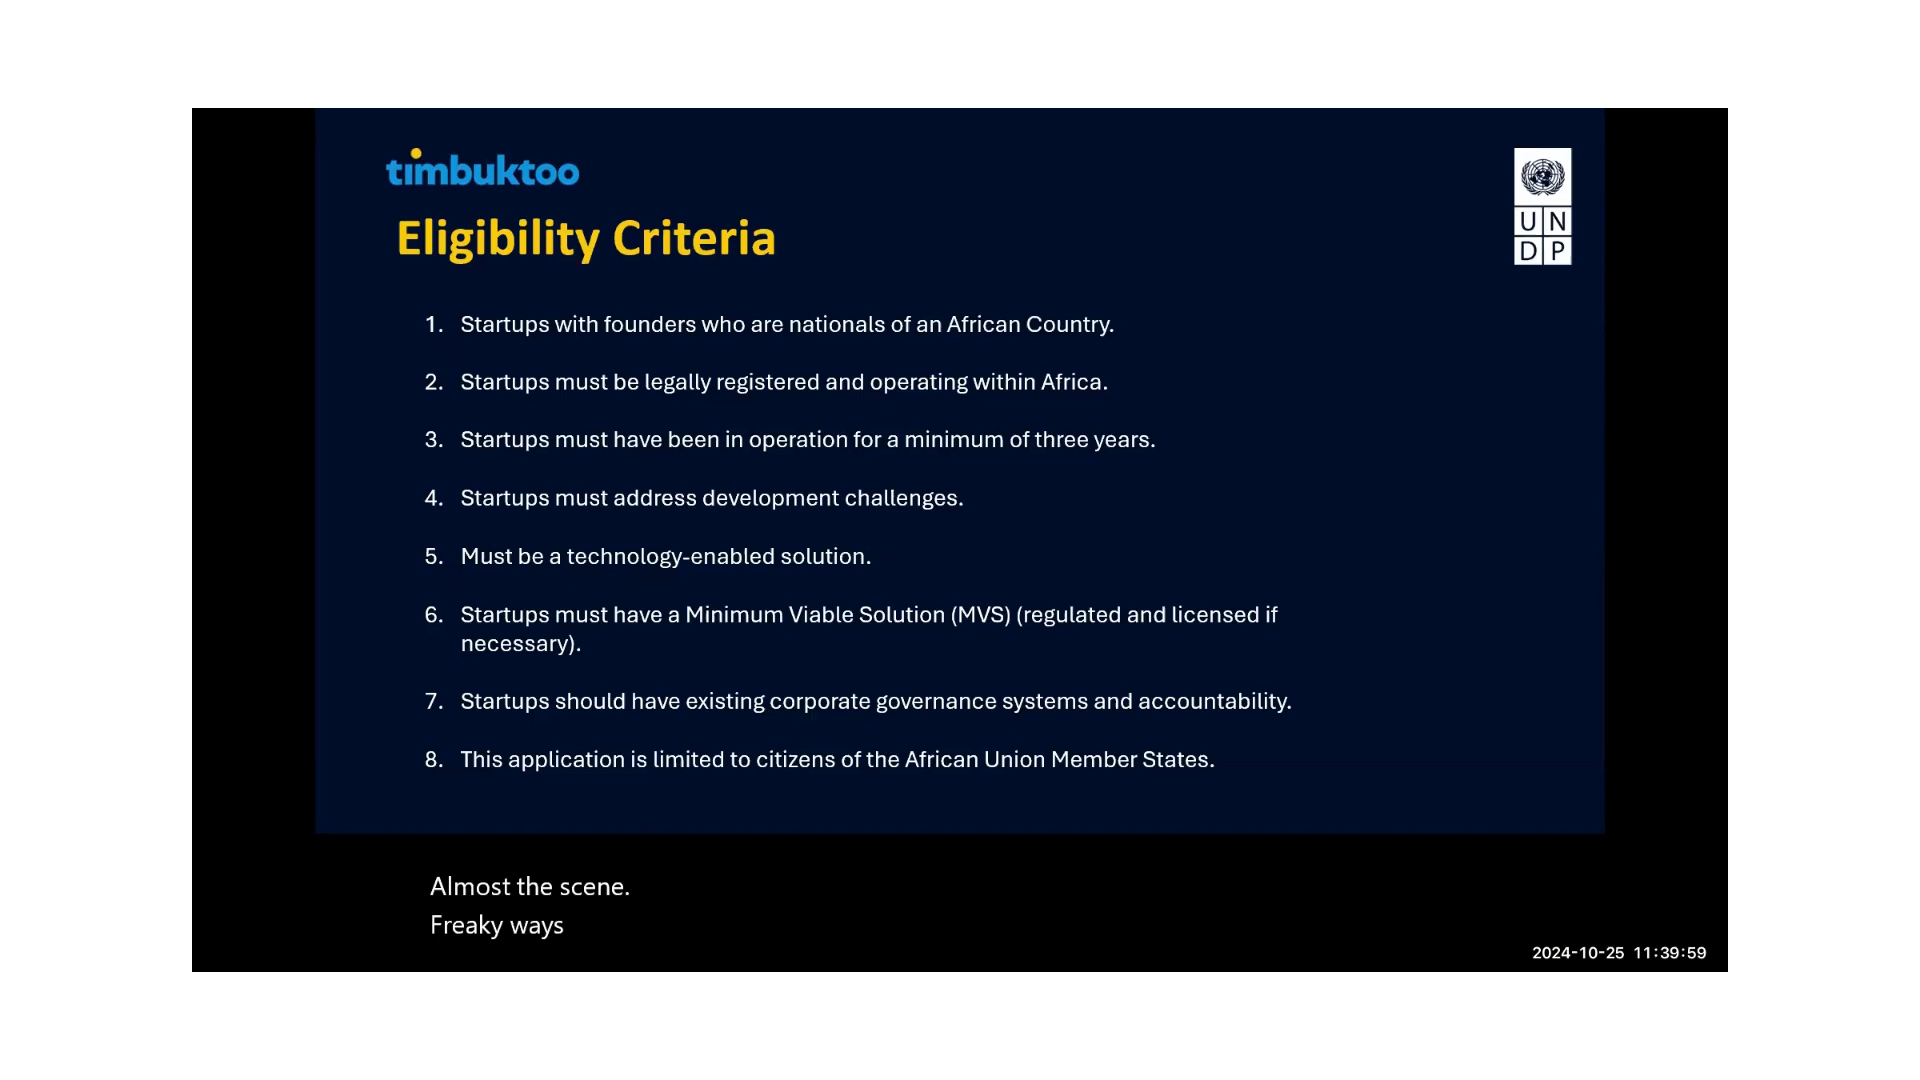 timbuktoo
Eligibility Criteria
U N
D P
1. Startups with founders who are nationals of an African Country.
2. Startups must be legally registered and operating within Africa.
3. Startups must have been in operation for a minimum of three years.
4. Startups must address development challenges.
5. Must be a technology-enabled solution.
6. Startups must have a Minimum Viable Solution (MVS) (regulated and licensed if
necessary).
7. Startups should have existing corporate governance systems and accountability.
8. This application is limited to citizens of the African Union Member States.
Almost the scene.
Freaky ways
2024-10-25 11:39:59